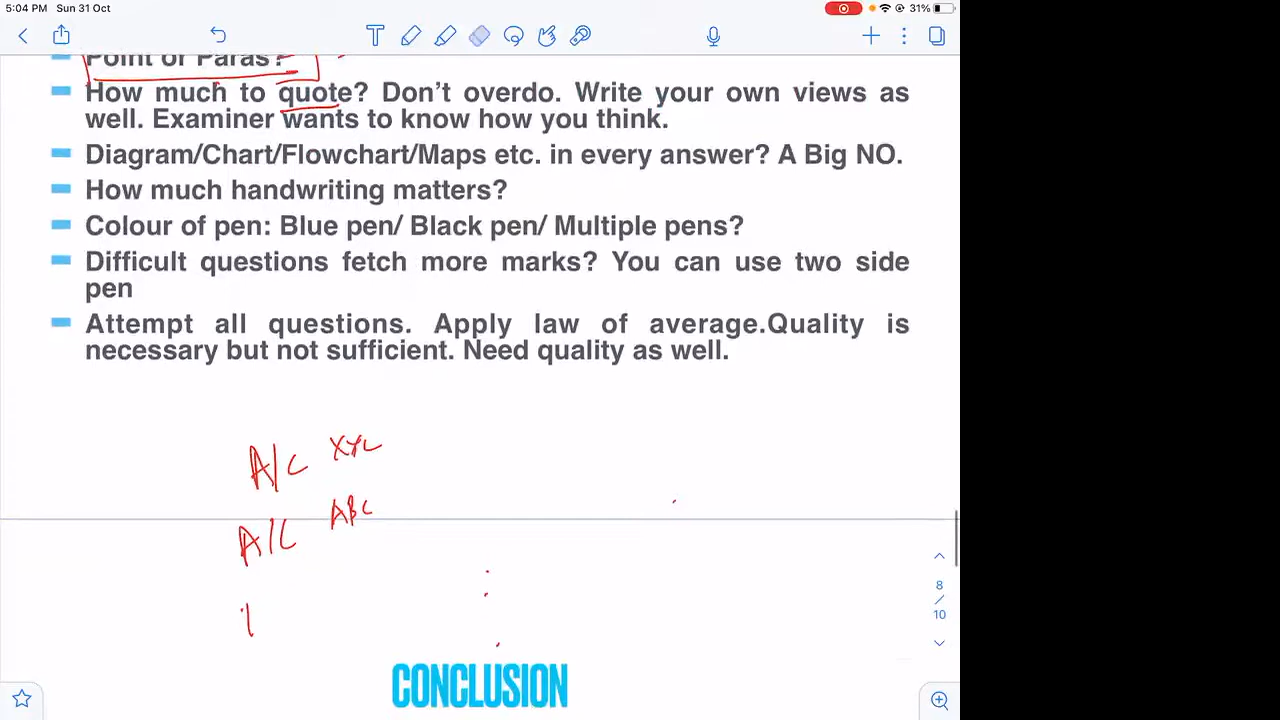 5:04 PM Sun 31 Oct
31%
Point or Paras?
How much to quote? Don't overdo. Write your own views as
well. Examiner wants to know how you think.
Diagram/Chart/Flowchart/Maps etc. in every answer? A Big NO.
How much handwriting matters?
Colour of pen: Blue pen/ Black pen/ Multiple pens?
Difficult questions fetch more marks? You can use two side
pen
Attempt all questions. Apply law of average.Quality is
necessary but not sufficient. Need quality as well.
A/C
A/C ABC
8
/
10
CONCLUSION